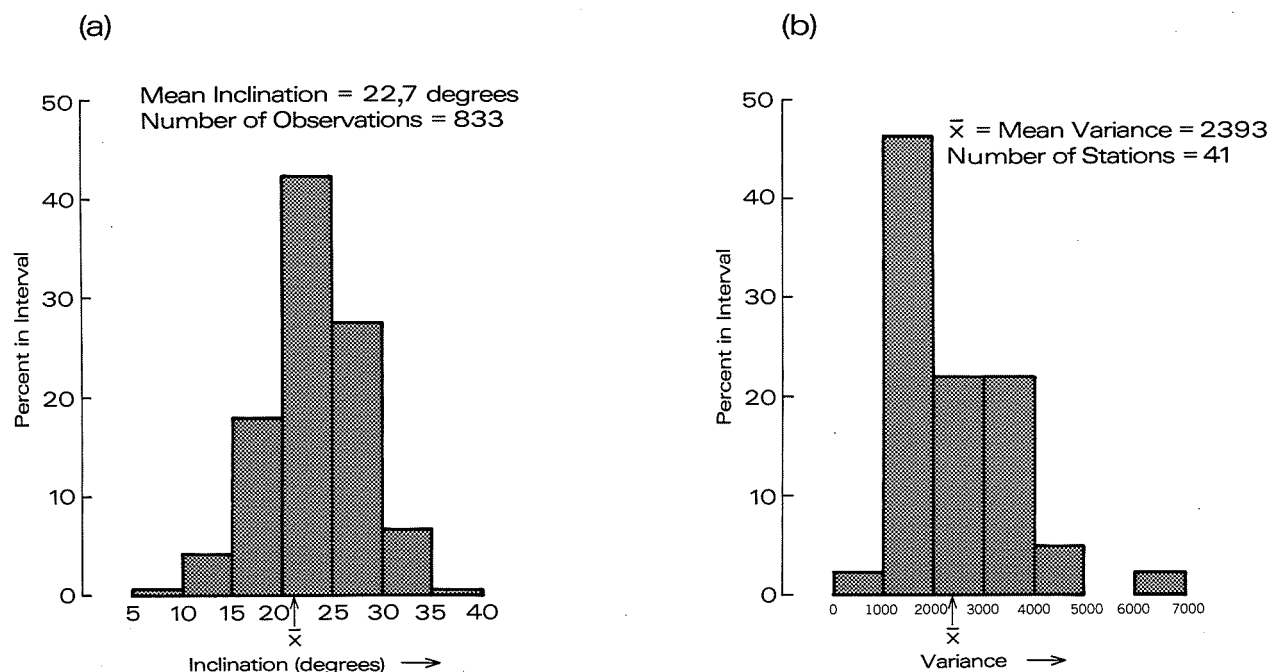 (a)
Mean Inclination = 22,7 degrees
Number of Observations = 833
Percent in Interval
50
40
30
20
10
0
5 10 15 20 25 30 35 40
x̄
Inclination (degrees) →
(b)
x̄ = Mean Variance = 2393
Number of Stations = 41
Percent in Interval
50
40
30
20
10
0
0 1000 2000 3000 4000 5000 6000 7000
x̄
Variance →